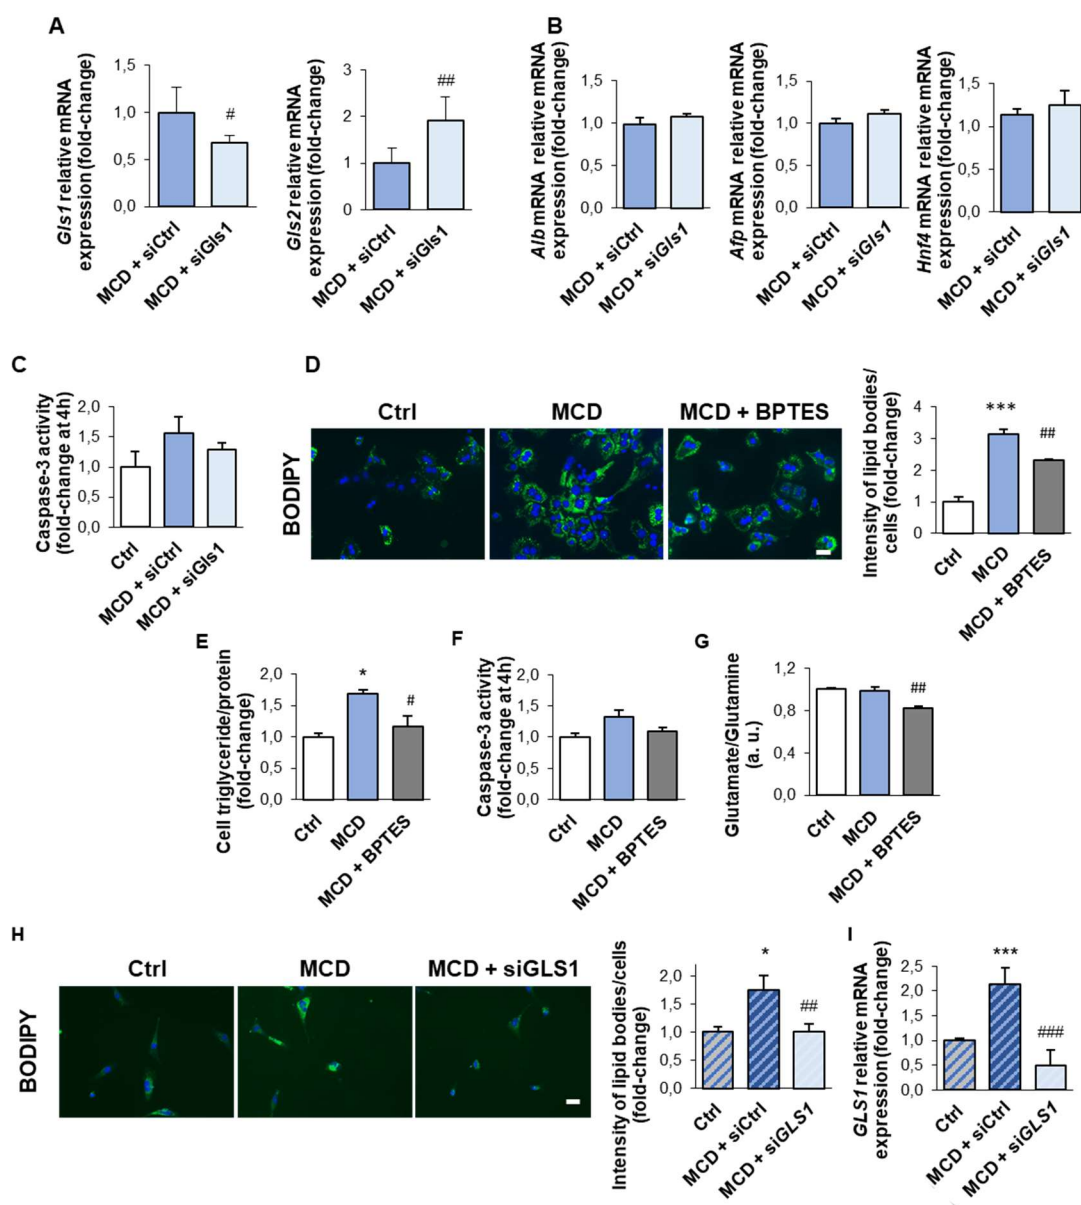 A
Gls1 relative mRNA
expression (fold-change)
1,5
1,0
0,5
0,0
#
MCD + siCtrl
MCD + siGls1
Gls2 relative mRNA
expression (fold-change)
3
2
1
0
##
MCD + siCtrl
MCD + siGls1
B
Alb mRNA relative mRNA
expression (fold-change)
1,5
1,0
0,5
0,0
MCD + siCtrl
MCD + siGls1
Afp mRNA relative mRNA
expression (fold-change)
1,5
1,0
0,5
0,0
MCD + siCtrl
MCD + siGls1
Hnf4 mRNA relative mRNA
expression (fold-change)
1,5
1,0
0,5
0,0
MCD + siCtrl
MCD + siGls1
C
Caspase-3 activity
(fold-change at 4h)
2,0
1,5
1,0
0,5
0,0
Ctrl
MCD + siCtrl
MCD + siGls1
D
Ctrl
MCD
MCD + BPTES
BODIPY
Intensity of lipid bodies/
cells (fold-change)
4
3
2
1
0
***
##
Ctrl
MCD
MCD + BPTES
E
Cell triglyceride/protein
(fold-change)
2,0
1,5
1,0
0,5
0,0
*
#
Ctrl
MCD
MCD + BPTES
F
Caspase-3 activity
(fold-change at 4h)
2,0
1,5
1,0
0,5
0,0
Ctrl
MCD
MCD + BPTES
G
Glutamate/Glutamine
(a. u.)
1,2
0,8
0,4
0,0
##
Ctrl
MCD
MCD + BPTES
H
Ctrl
MCD
MCD + siGLS1
BODIPY
Intensity of lipid bodies/cells
(fold-change)
2,0
1,5
1,0
0,5
0,0
*
##
Ctrl
MCD + siCtrl
MCD + siGLS1
I
GLS1 relative mRNA
expression (fold-change)
2,5
2,0
1,5
1,0
0,5
0,0
***
###
Ctrl
MCD + siCtrl
MCD + siGLS1